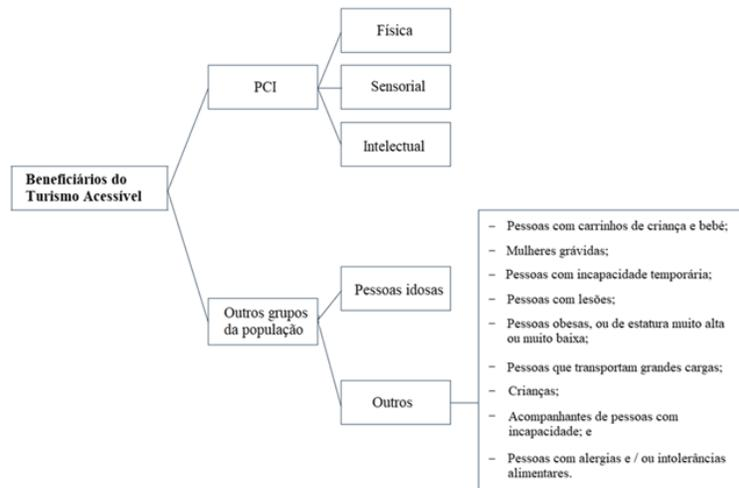 Beneficiários do
Turismo Acessível
PCI
Física
Sensorial
Intelectual
Outros grupos
da população
Pessoas idosas
Outros
– Pessoas com carrinhos de criança e bebé;
– Mulheres grávidas;
– Pessoas com incapacidade temporária;
– Pessoas com lesões;
– Pessoas obesas, ou de estatura muito alta
ou muito baixa;
– Pessoas que transportam grandes cargas;
– Crianças;
– Acompanhantes de pessoas com
incapacidade; e
– Pessoas com alergias e / ou intolerâncias
alimentares.